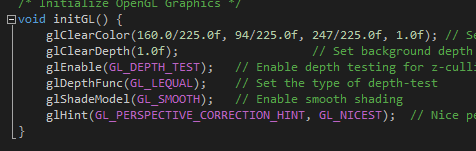 /* Initialize OpenGL Graphics */
void initGL() {
glClearColor(160.0/225.0f, 94/225.0f, 247/225.0f, 1.0f); // Se
glClearDepth(1.0f); // Set background depth
glEnable(GL_DEPTH_TEST); // Enable depth testing for z-culli
glDepthFunc(GL_LEQUAL); // Set the type of depth-test
glShadeModel(GL_SMOOTH); // Enable smooth shading
glHint(GL_PERSPECTIVE_CORRECTION_HINT, GL_NICEST); // Nice pe
}